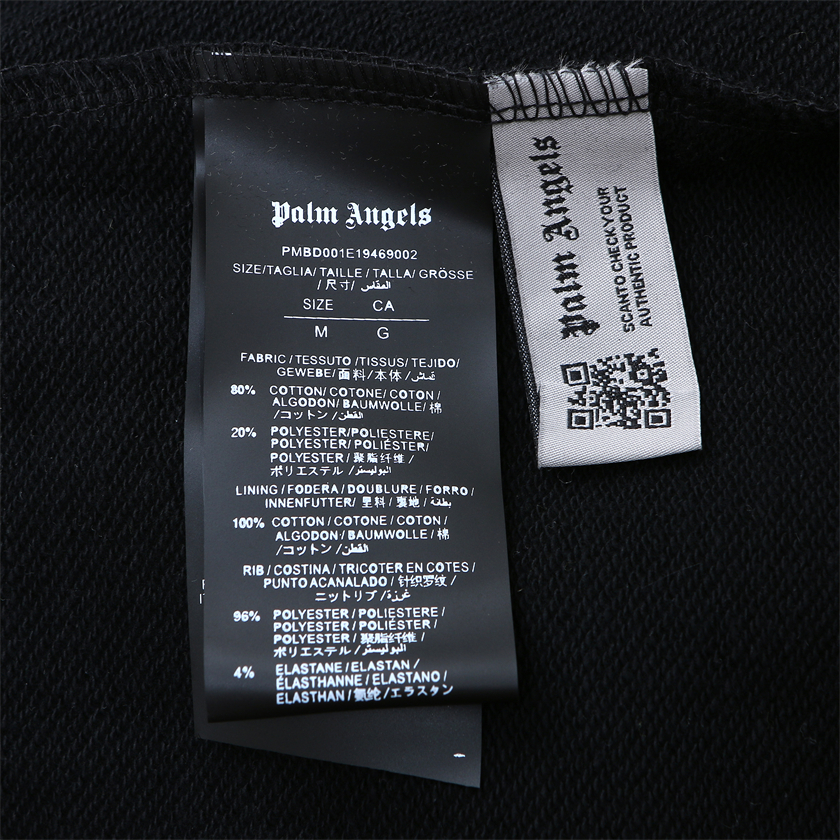 Palm Angels
PMBD001E19469002
SIZE/TAGLIA/TAILLE/TALLA/GRÖSSE
/尺寸/ المقاس
SIZE CA
M G
FABRIC/TESSUTO/TISSUS/TEJIDO/
GEWEBE/面料/本体/قماش
80% COTTON/COTONE/COTON/
ALGODON/BAUMWOLLE/棉
/コットン/القطن
20% POLYESTER/POLIESTERE/
POLYESTER/POLIÉSTER/
POLYESTER/聚脂纤维/
ポリエステル/البوليستر
LINING/FODERA/DOUBLURE/FORRO/
INNENFUTTER/里料/裏地/بطانة
100% COTTON/COTONE/COTON/
ALGODON/BAUMWOLLE/棉
/コットン/القطن
RIB/COSTINA/TRICOTER EN COTES/
PUNTO ACANALADO/针织罗纹/
ニットリブ/غرزة
96% POLYESTER/POLIESTERE/
POLYESTER/POLIÉSTER/
POLYESTER/聚脂纤维/
ポリエステル/البوليستر
4% ELASTANE/ELASTAN/
ÉLASTHANNE/ELASTANO/
ELASTHAN/氨纶/エラスタン
Palm Angels
SCANTO CHECK YOUR
AUTHENTIC PRODUCT